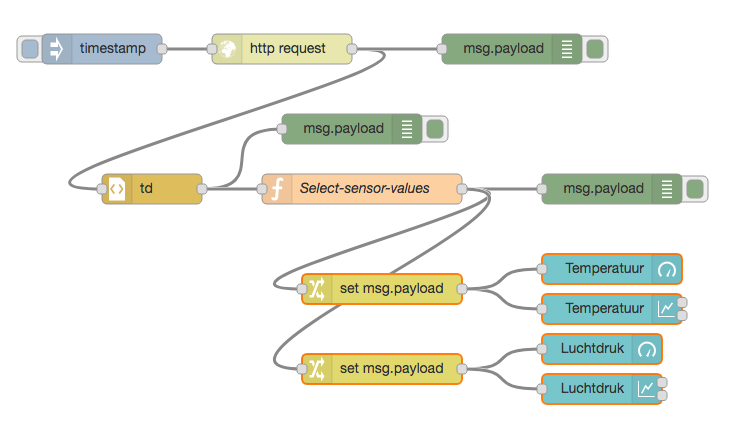 timestamp
http request
msg.payload
msg.payload
td
Select-sensor-values
msg.payload
Temperatuur
set msg.payload
Temperatuur
Luchtdruk
set msg.payload
Luchtdruk